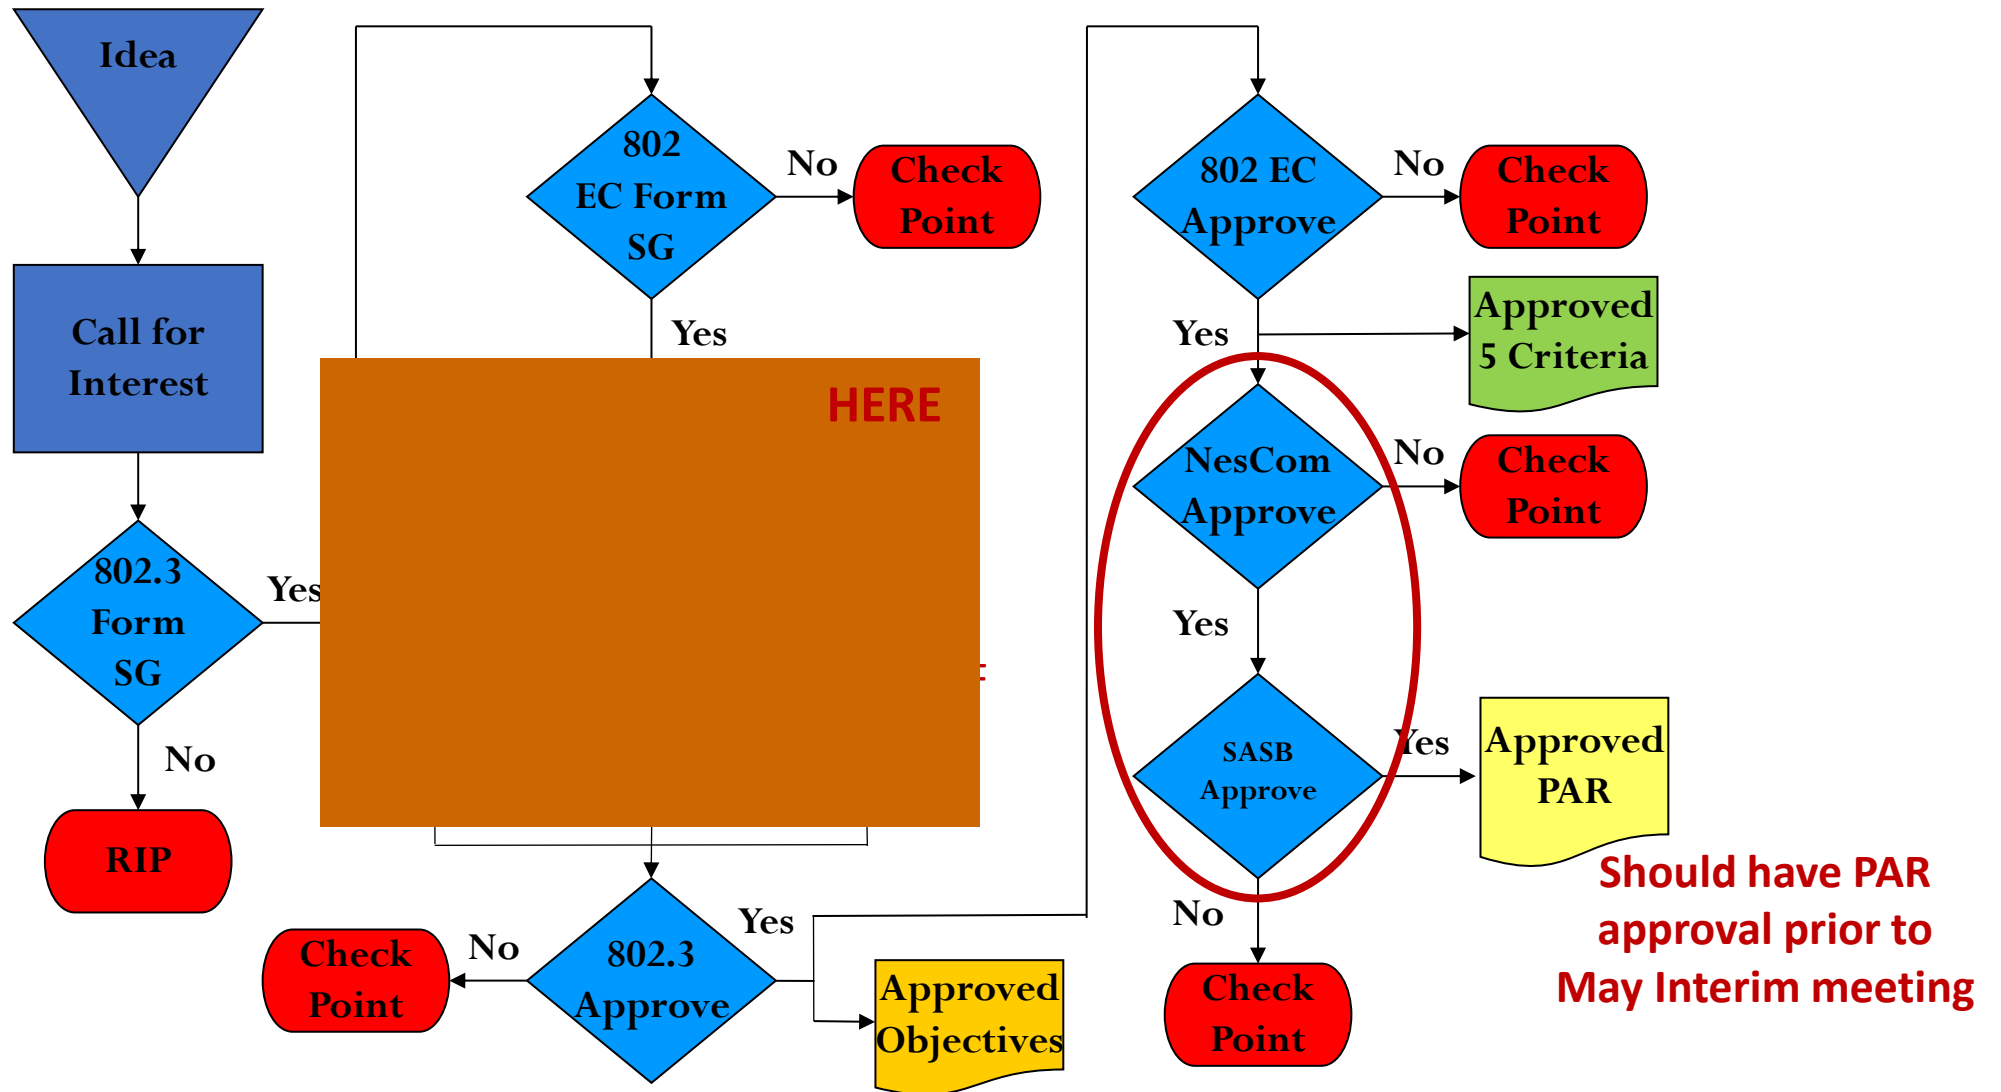 Idea
Call for
Interest
802.3
Form
SG
Yes
No
RIP
802
EC Form
SG
No
Check
Point
Yes
HERE
802.3
Approve
No
Check
Point
Yes
Approved
Objectives
802 EC
Approve
No
Check
Point
Yes
Approved
5 Criteria
NesCom
Approve
No
Check
Point
Yes
SASB
Approve
Yes
Approved
PAR
No
Check
Point
Should have PAR
approval prior to
May Interim meeting